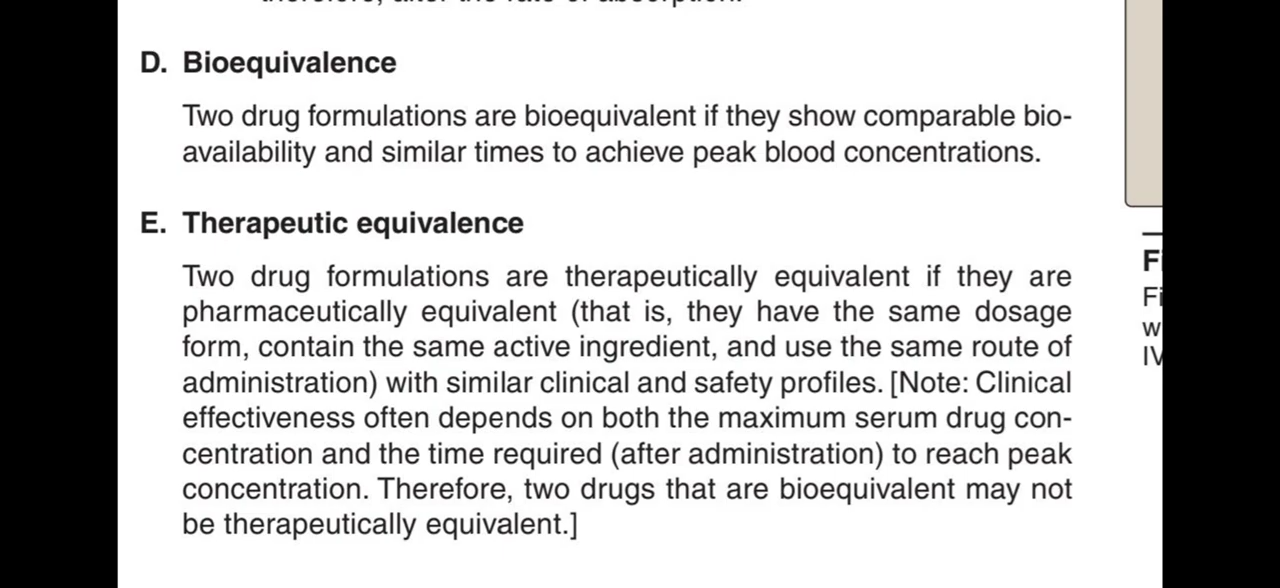 D. Bioequivalence
Two drug formulations are bioequivalent if they show comparable bio-
availability and similar times to achieve peak blood concentrations.
E. Therapeutic equivalence
Two drug formulations are therapeutically equivalent if they are
pharmaceutically equivalent (that is, they have the same dosage
form, contain the same active ingredient, and use the same route of
administration) with similar clinical and safety profiles. [Note: Clinical
effectiveness often depends on both the maximum serum drug con-
centration and the time required (after administration) to reach peak
concentration. Therefore, two drugs that are bioequivalent may not
be therapeutically equivalent.]